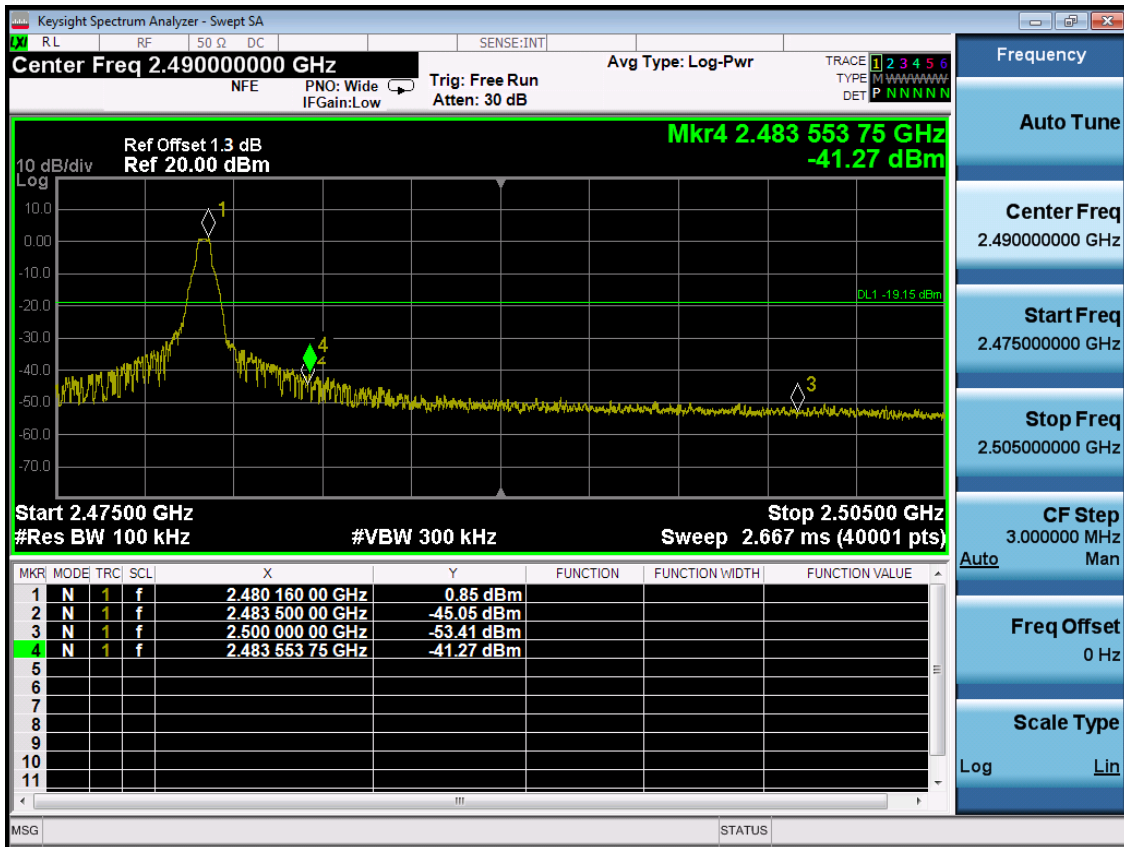 Keysight Spectrum Analyzer - Swept SA
LXI RL RF 50 Ω DC SENSE:INT
Center Freq 2.490000000 GHz
NFE PNO: Wide IFGain:Low
Trig: Free Run
Atten: 30 dB
Avg Type: Log-Pwr
TRACE 1 2 3 4 5 6
TYPE M WWWWW
DET P N N N N N
Ref Offset 1.3 dB
10 dB/div Ref 20.00 dBm
Log
Mkr4 2.483 553 75 GHz
-41.27 dBm
10.0
0.00
-10.0
-20.0
-30.0
-40.0
-50.0
-60.0
-70.0
1
4
2
3
DL1 -19.15 dBm
Start 2.47500 GHz Stop 2.50500 GHz
#Res BW 100 kHz #VBW 300 kHz Sweep 2.667 ms (40001 pts)
MKR MODE TRC SCL X Y FUNCTION FUNCTION WIDTH FUNCTION VALUE
1 N 1 f 2.480 160 00 GHz 0.85 dBm
2 N 1 f 2.483 500 00 GHz -45.05 dBm
3 N 1 f 2.500 000 00 GHz -53.41 dBm
4 N 1 f 2.483 553 75 GHz -41.27 dBm
5
6
7
8
9
10
11
MSG STATUS
Frequency
Auto Tune
Center Freq
2.490000000 GHz
Start Freq
2.475000000 GHz
Stop Freq
2.505000000 GHz
CF Step
3.000000 MHz
Auto Man
Freq Offset
0 Hz
Scale Type
Log Lin